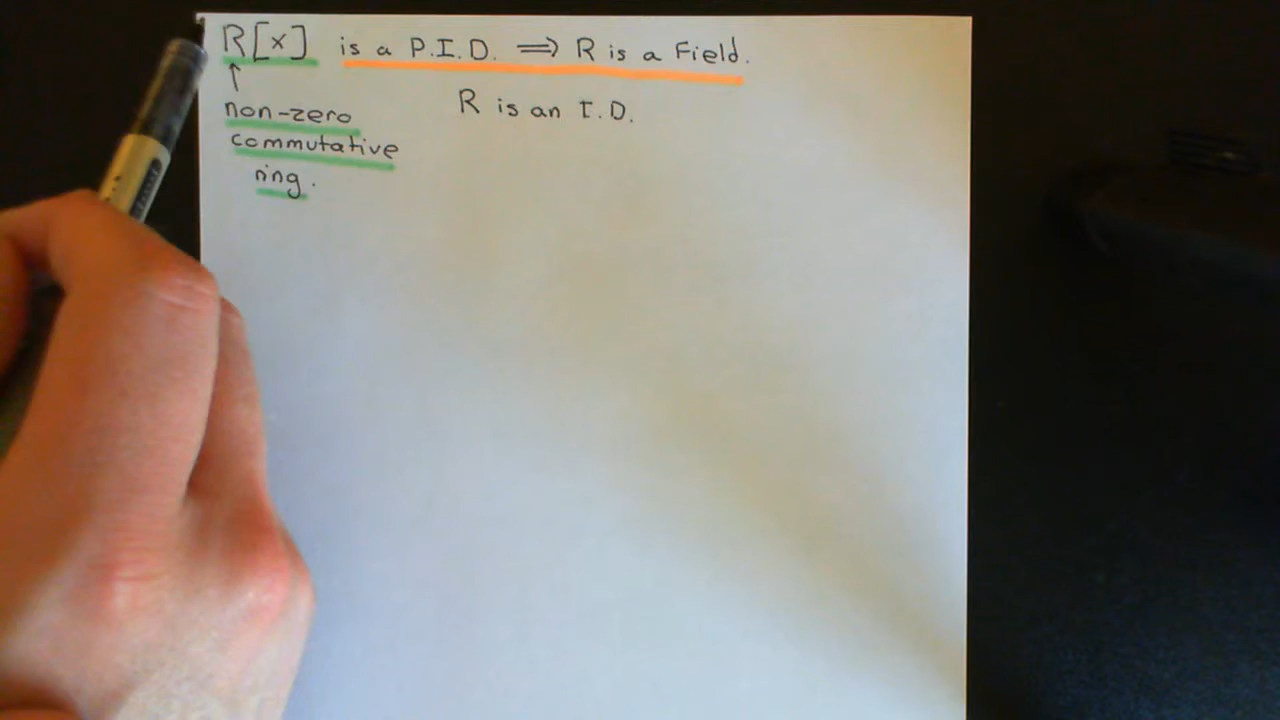 R[x] is a P.I.D. ⟹ R is a Field.
↑
non-zero
commutative
ring.
R is an I.D.